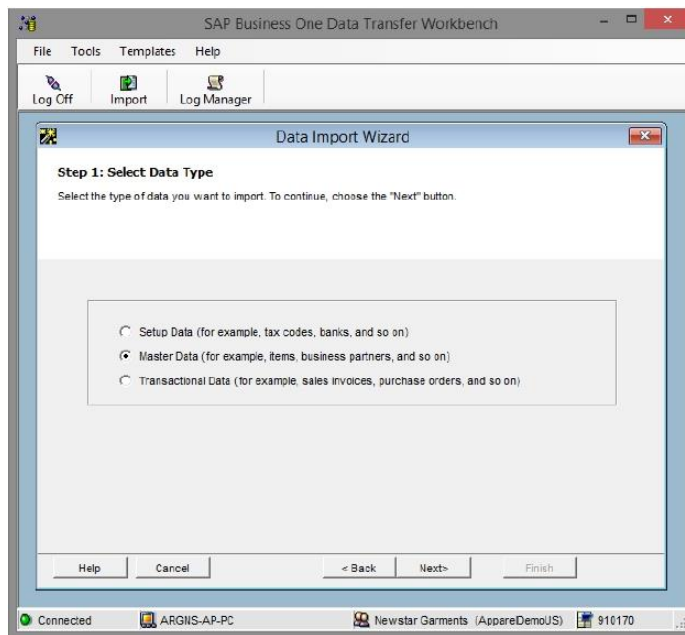 SAP Business One Data Transfer Workbench
File Tools Templates Help
Log Off Import Log Manager
Data Import Wizard
Step 1: Select Data Type
Select the type of data you want to import. To continue, choose the "Next" button.
Setup Data (for example, tax codes, banks, and so on)
Master Data (for example, items, business partners, and so on)
Transactional Data (for example, sales invoices, purchase orders, and so on)
Help Cancel < Back Next> Finish
Connected ARGNS-AP-PC Newstar Garments (AppareDemoUS) 910170